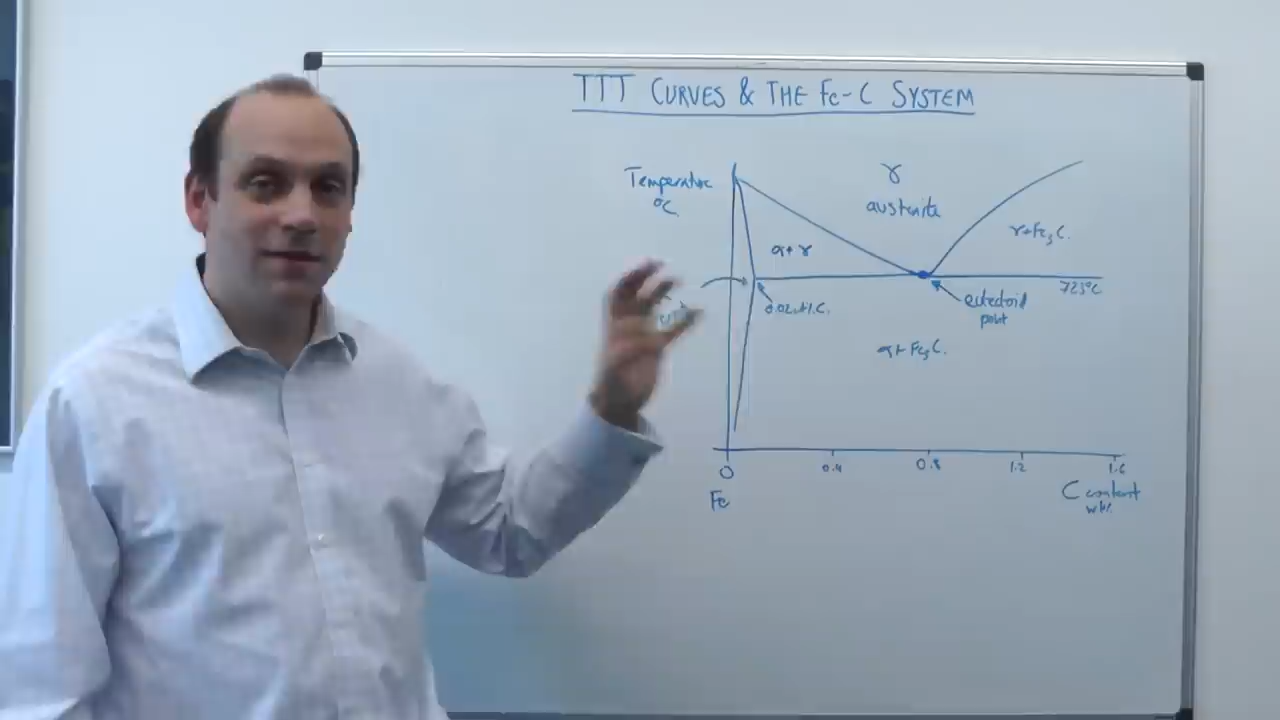 TTT CURVES & THE Fe-C SYSTEM
Temperature
°C.
γ
austenite
α+γ
γ+Fe₃C.
723°C
0.02wt%C.
eutectoid
point
α+Fe₃C.
0
0.4
0.8
1.2
1.6
Fe
C content
wt%.